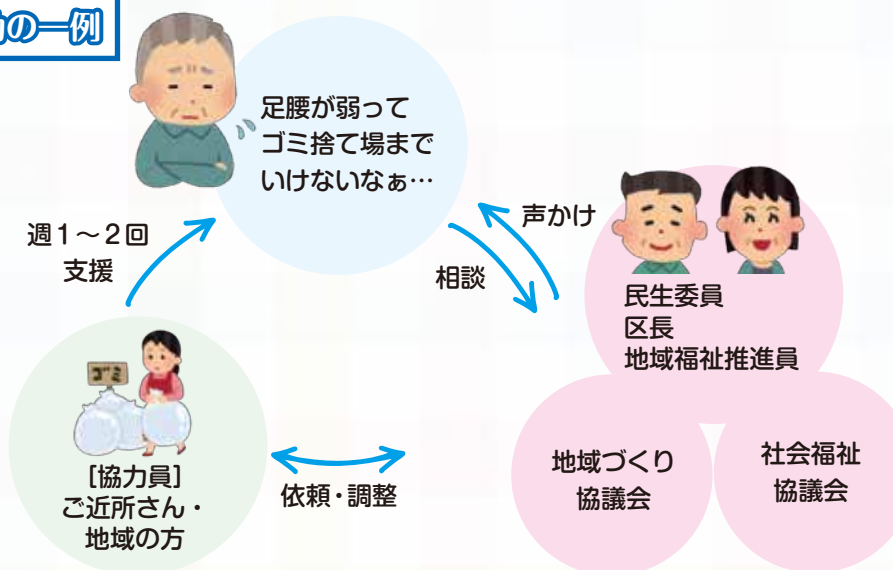 の一例
足腰が弱って
ゴミ捨て場まで
いけないなぁ…
声かけ
週1～2回
支援
相談
民生委員
区長
地域福祉推進員
ゴミ
[協力員]
ご近所さん・
地域の方
依頼・調整
地域づくり
協議会
社会福祉
協議会